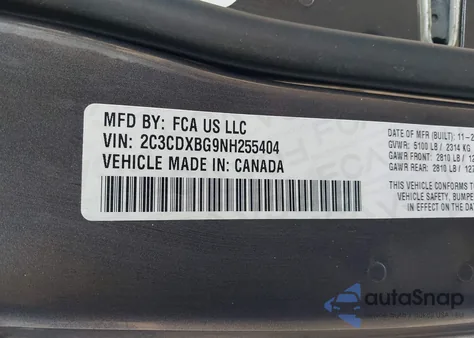 MFD BY: FCA US LLC
VIN: 2C3CDXBG9NH255404
VEHICLE MADE IN: CANADA
DATE OF MFR (BUILT): 11-2
GVWR: 5100 LB / 2314 KG
GAWR FRONT: 2810 LB / 12
GAWR REAR: 2810 LB / 127
THIS VEHICLE CONFORMS
VEHICLE SAFETY, BUMPE
IN EFFECT ON THE DAT
autoSnap